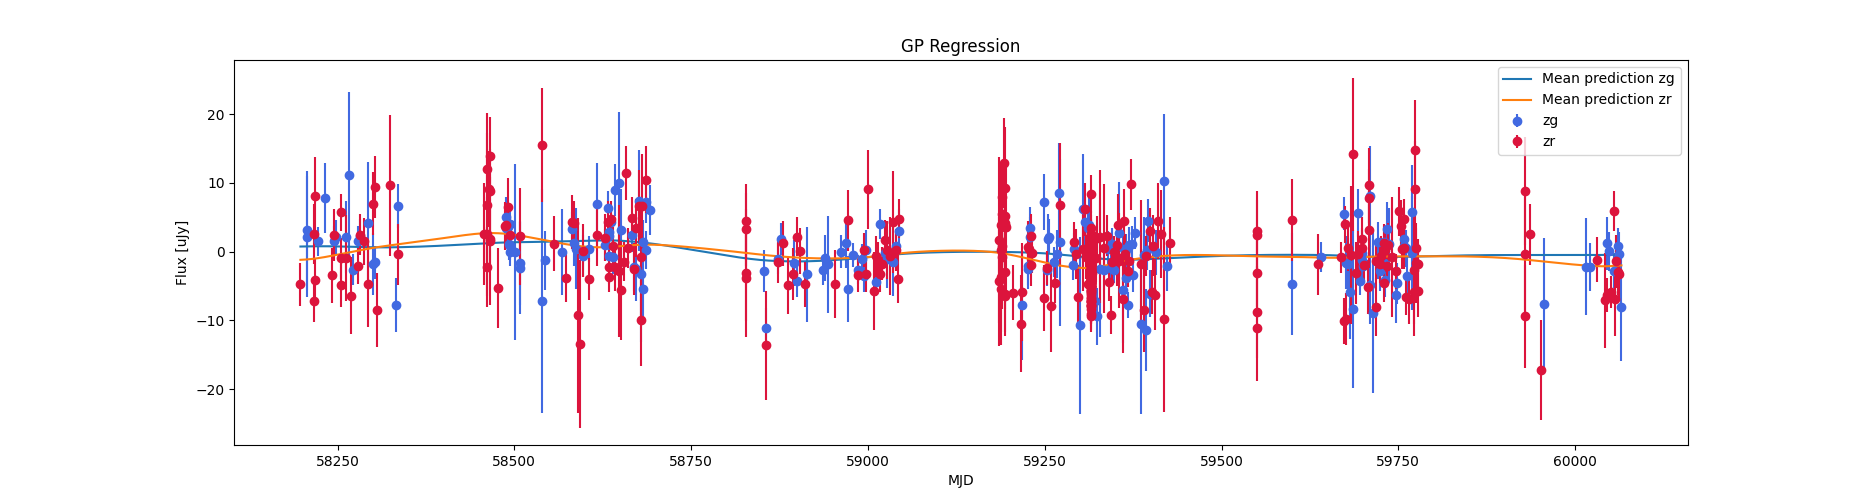 GP Regression
Mean prediction zg
Mean prediction zr
zg
zr
Flux [uJy]
20
10
0
−10
−20
58250 58500 58750 59000 59250 59500 59750 60000
MJD